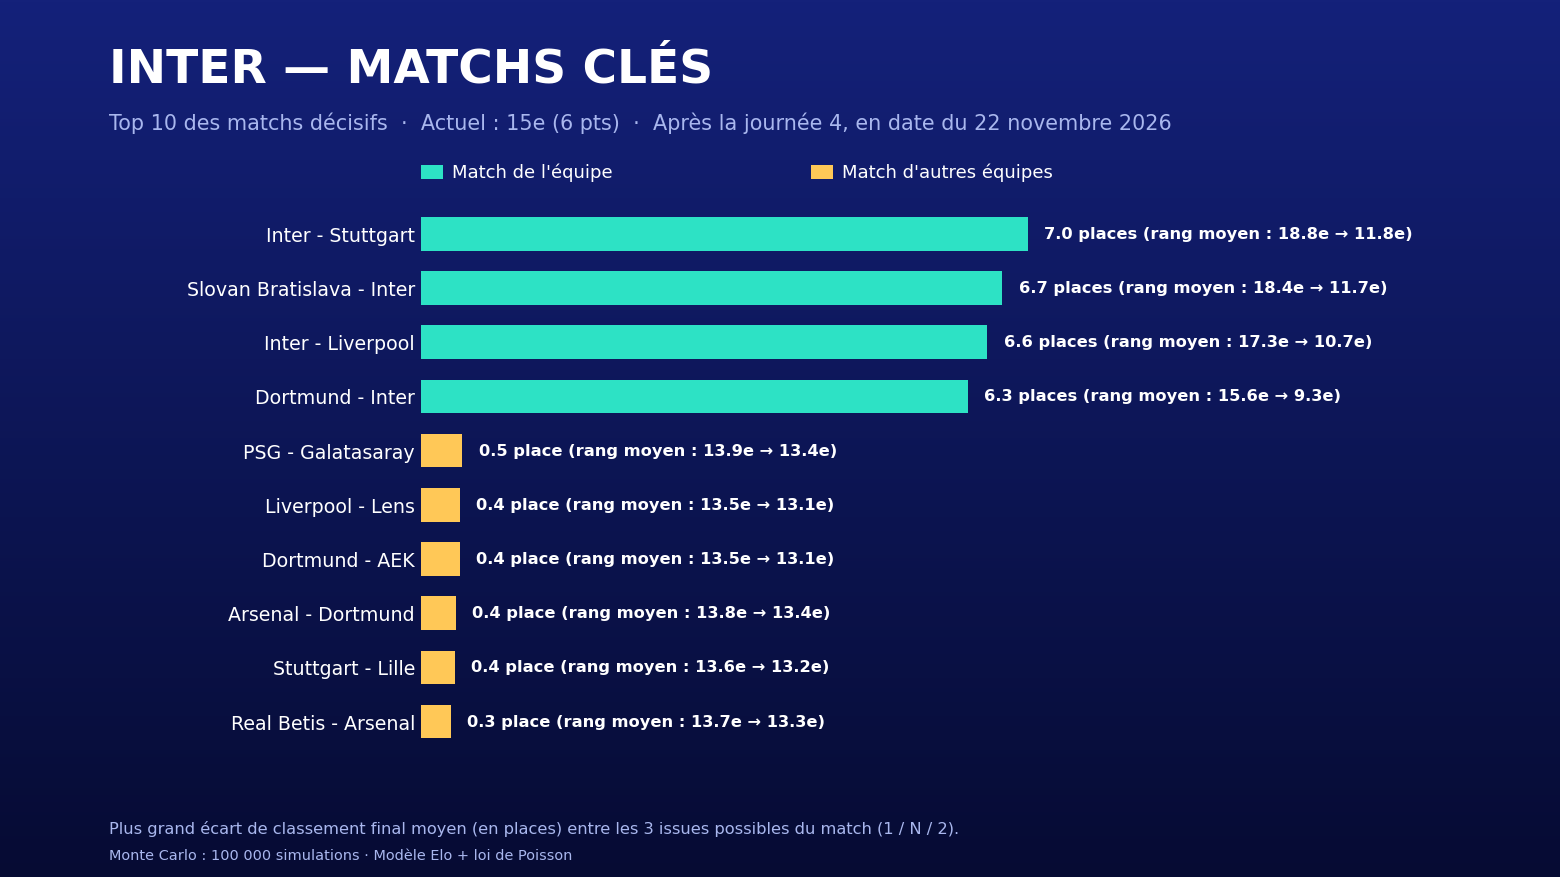 INTER — MATCHS CLÉS
Top 10 des matchs décisifs · Actuel : 15e (6 pts) · Après la journée 4, en date du 22 novembre 2026
Match de l'équipe
Match d'autres équipes
Inter - Stuttgart 7.0 places (rang moyen : 18.8e → 11.8e)
Slovan Bratislava - Inter 6.7 places (rang moyen : 18.4e → 11.7e)
Inter - Liverpool 6.6 places (rang moyen : 17.3e → 10.7e)
Dortmund - Inter 6.3 places (rang moyen : 15.6e → 9.3e)
PSG - Galatasaray 0.5 place (rang moyen : 13.9e → 13.4e)
Liverpool - Lens 0.4 place (rang moyen : 13.5e → 13.1e)
Dortmund - AEK 0.4 place (rang moyen : 13.5e → 13.1e)
Arsenal - Dortmund 0.4 place (rang moyen : 13.8e → 13.4e)
Stuttgart - Lille 0.4 place (rang moyen : 13.6e → 13.2e)
Real Betis - Arsenal 0.3 place (rang moyen : 13.7e → 13.3e)
Plus grand écart de classement final moyen (en places) entre les 3 issues possibles du match (1 / N / 2).
Monte Carlo : 100 000 simulations · Modèle Elo + loi de Poisson